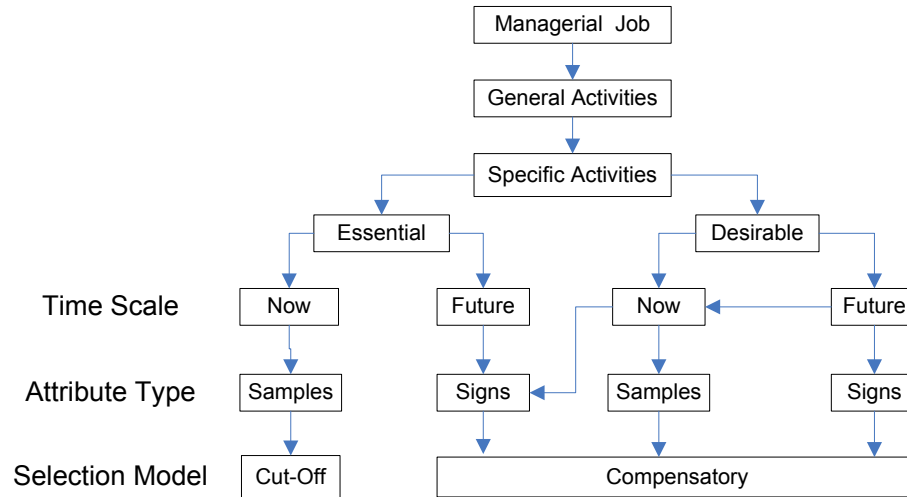 Managerial Job
General Activities
Specific Activities
Essential
Desirable
Time Scale
Now
Future
Now
Future
Attribute Type
Samples
Signs
Samples
Signs
Selection Model
Cut-Off
Compensatory